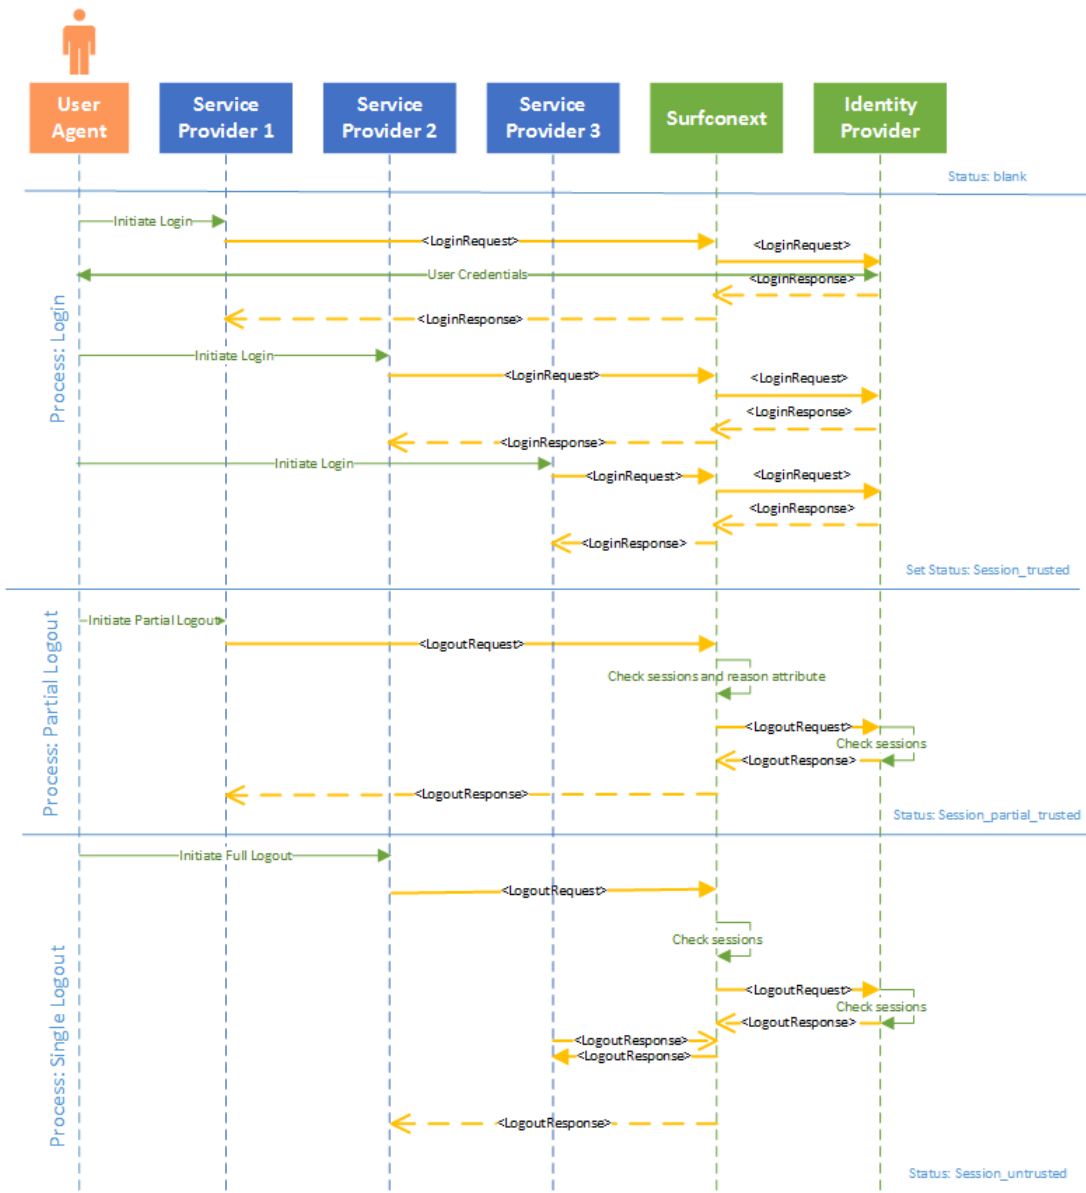 User
Agent
Service
Provider 1
Service
Provider 2
Service
Provider 3
Surfconext
Identity
Provider
Status: blank
Process: Login
Initiate Login
<LoginRequest>
<LoginRequest>
User Credentials
<LoginResponse>
<LoginResponse>
Initiate Login
<LoginRequest>
<LoginRequest>
<LoginResponse>
<LoginResponse>
Initiate Login
<LoginRequest>
<LoginRequest>
<LoginResponse>
<LoginResponse>
Set Status: Session_trusted
Process: Partial Logout
Initiate Partial Logout
<LogoutRequest>
Check sessions and reason attribute
<LogoutRequest>
Check sessions
<LogoutResponse>
<LogoutResponse>
Status: Session_partial_trusted
Process: Single Logout
Initiate Full Logout
<LogoutRequest>
Check sessions
<LogoutRequest>
Check sessions
<LogoutResponse>
<LogoutResponse>
<LogoutResponse>
<LogoutResponse>
Status: Session_untrusted